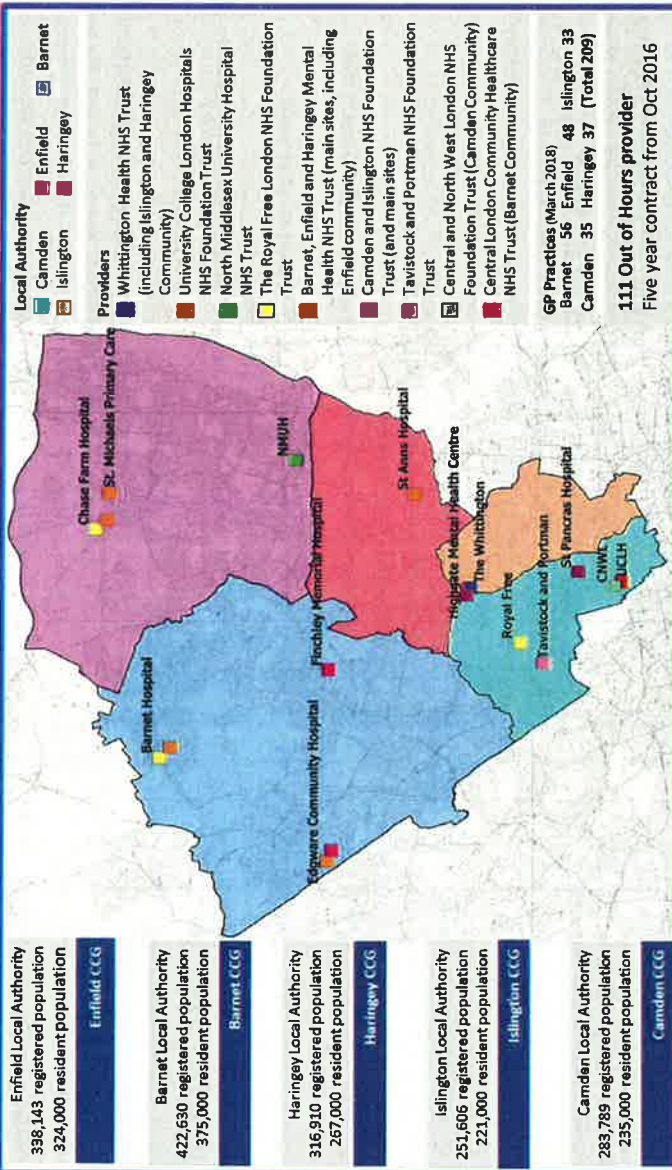 Enfield Local Authority
338,143 registered population
324,000 resident population
Enfield CCG
Barnet Local Authority
422,630 registered population
375,000 resident population
Barnet CCG
Haringey Local Authority
316,910 registered population
267,000 resident population
Haringey CCG
Islington Local Authority
251,606 registered population
221,000 resident population
Islington CCG
Camden Local Authority
283,789 registered population
235,000 resident population
Camden CCG
Chase Farm Hospital
St. Michaels Primary Care
Barnet Hospital
NMUH
Finchley Memorial Hospital
Edgware Community Hospital
St Anns Hospital
Highgate Mental Health Centre
The Whittington
Royal Free
Tavistock and Portman
St Pancras Hospital
CNWL
UCLH
Local Authority
Camden
Enfield
Barnet
Islington
Haringey
Providers
Whittington Health NHS Trust
(including Islington and Haringey
Community)
University College London Hospitals
NHS Foundation Trust
North Middlesex University Hospital
NHS Trust
The Royal Free London NHS Foundation
Trust
Barnet, Enfield and Haringey Mental
Health NHS Trust (main sites, including
Enfield community)
Camden and Islington NHS Foundation
Trust (and main sites)
Tavistock and Portman NHS Foundation
Trust
Central and North West London NHS
Foundation Trust (Camden Community)
Central London Community Healthcare
NHS Trust (Barnet Community)
GP Practices (March 2018)
Barnet 56 Enfield 48 Islington 33
Camden 35 Haringey 37 (Total 209)
111 Out of Hours provider
Five year contract from Oct 2016